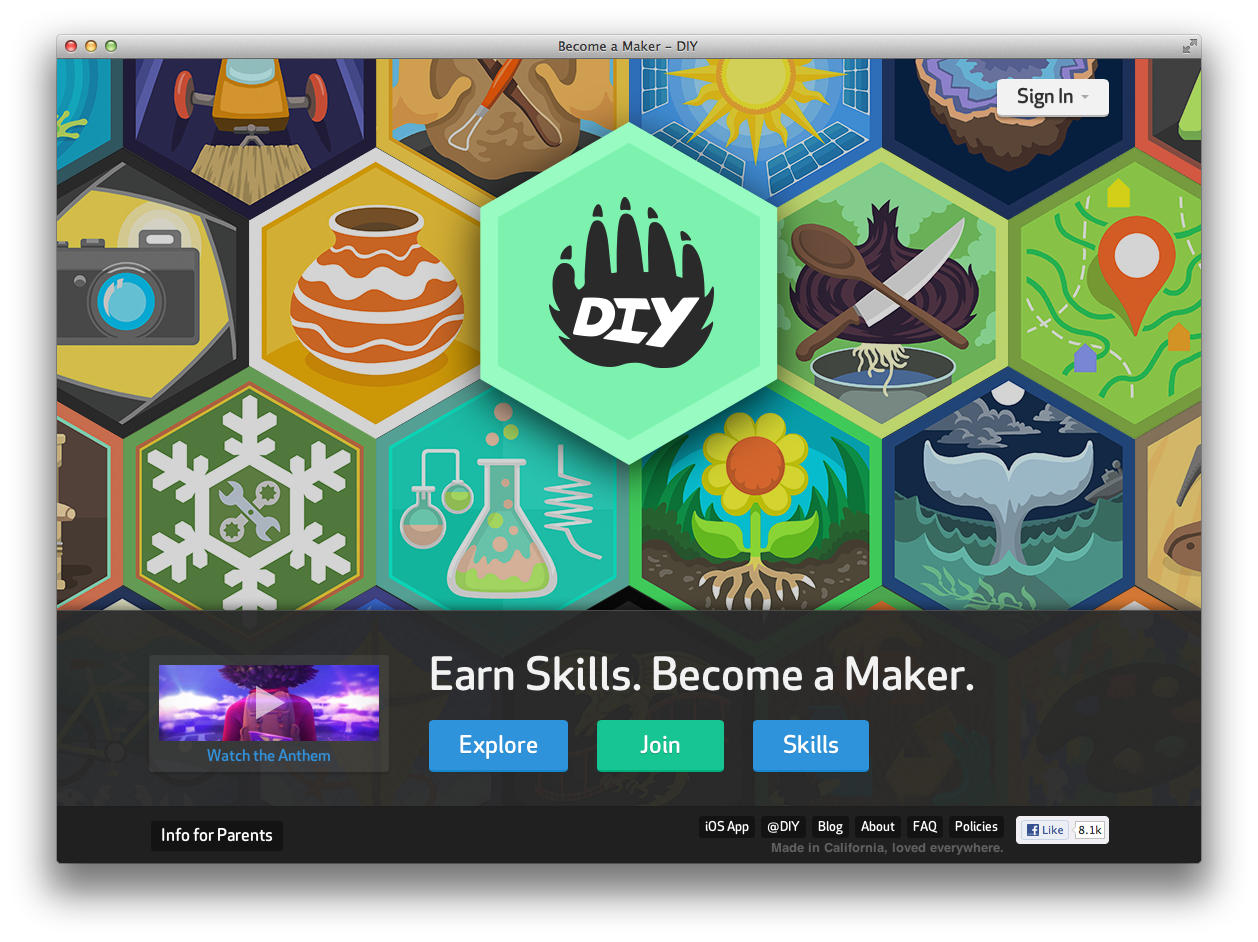 Become a Maker – DIY
Sign In
DIY
Earn Skills. Become a Maker.
Explore Join Skills
Watch the Anthem
Info for Parents
iOS App @DIY Blog About FAQ Policies
Like 8.1k
Made in California, loved everywhere.